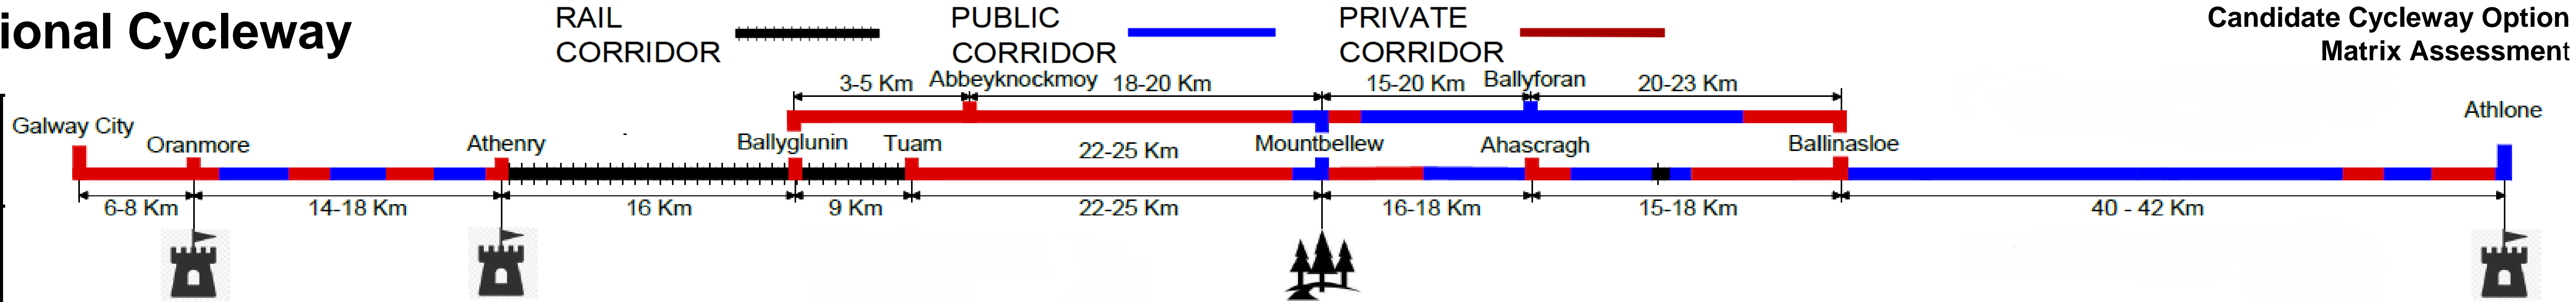 ional Cycleway
RAIL
CORRIDOR
PUBLIC
CORRIDOR
PRIVATE
CORRIDOR
Candidate Cycleway Option
Matrix Assessment
3-5 Km
Abbeyknockmoy
18-20 Km
15-20 Km
Ballyforan
20-23 Km
Galway City
Oranmore
Athenry
Ballyglunin
Tuam
22-25 Km
Mountbellew
Ahascragh
Ballinasloe
Athlone
6-8 Km
14-18 Km
16 Km
9 Km
22-25 Km
16-18 Km
15-18 Km
40 - 42 Km